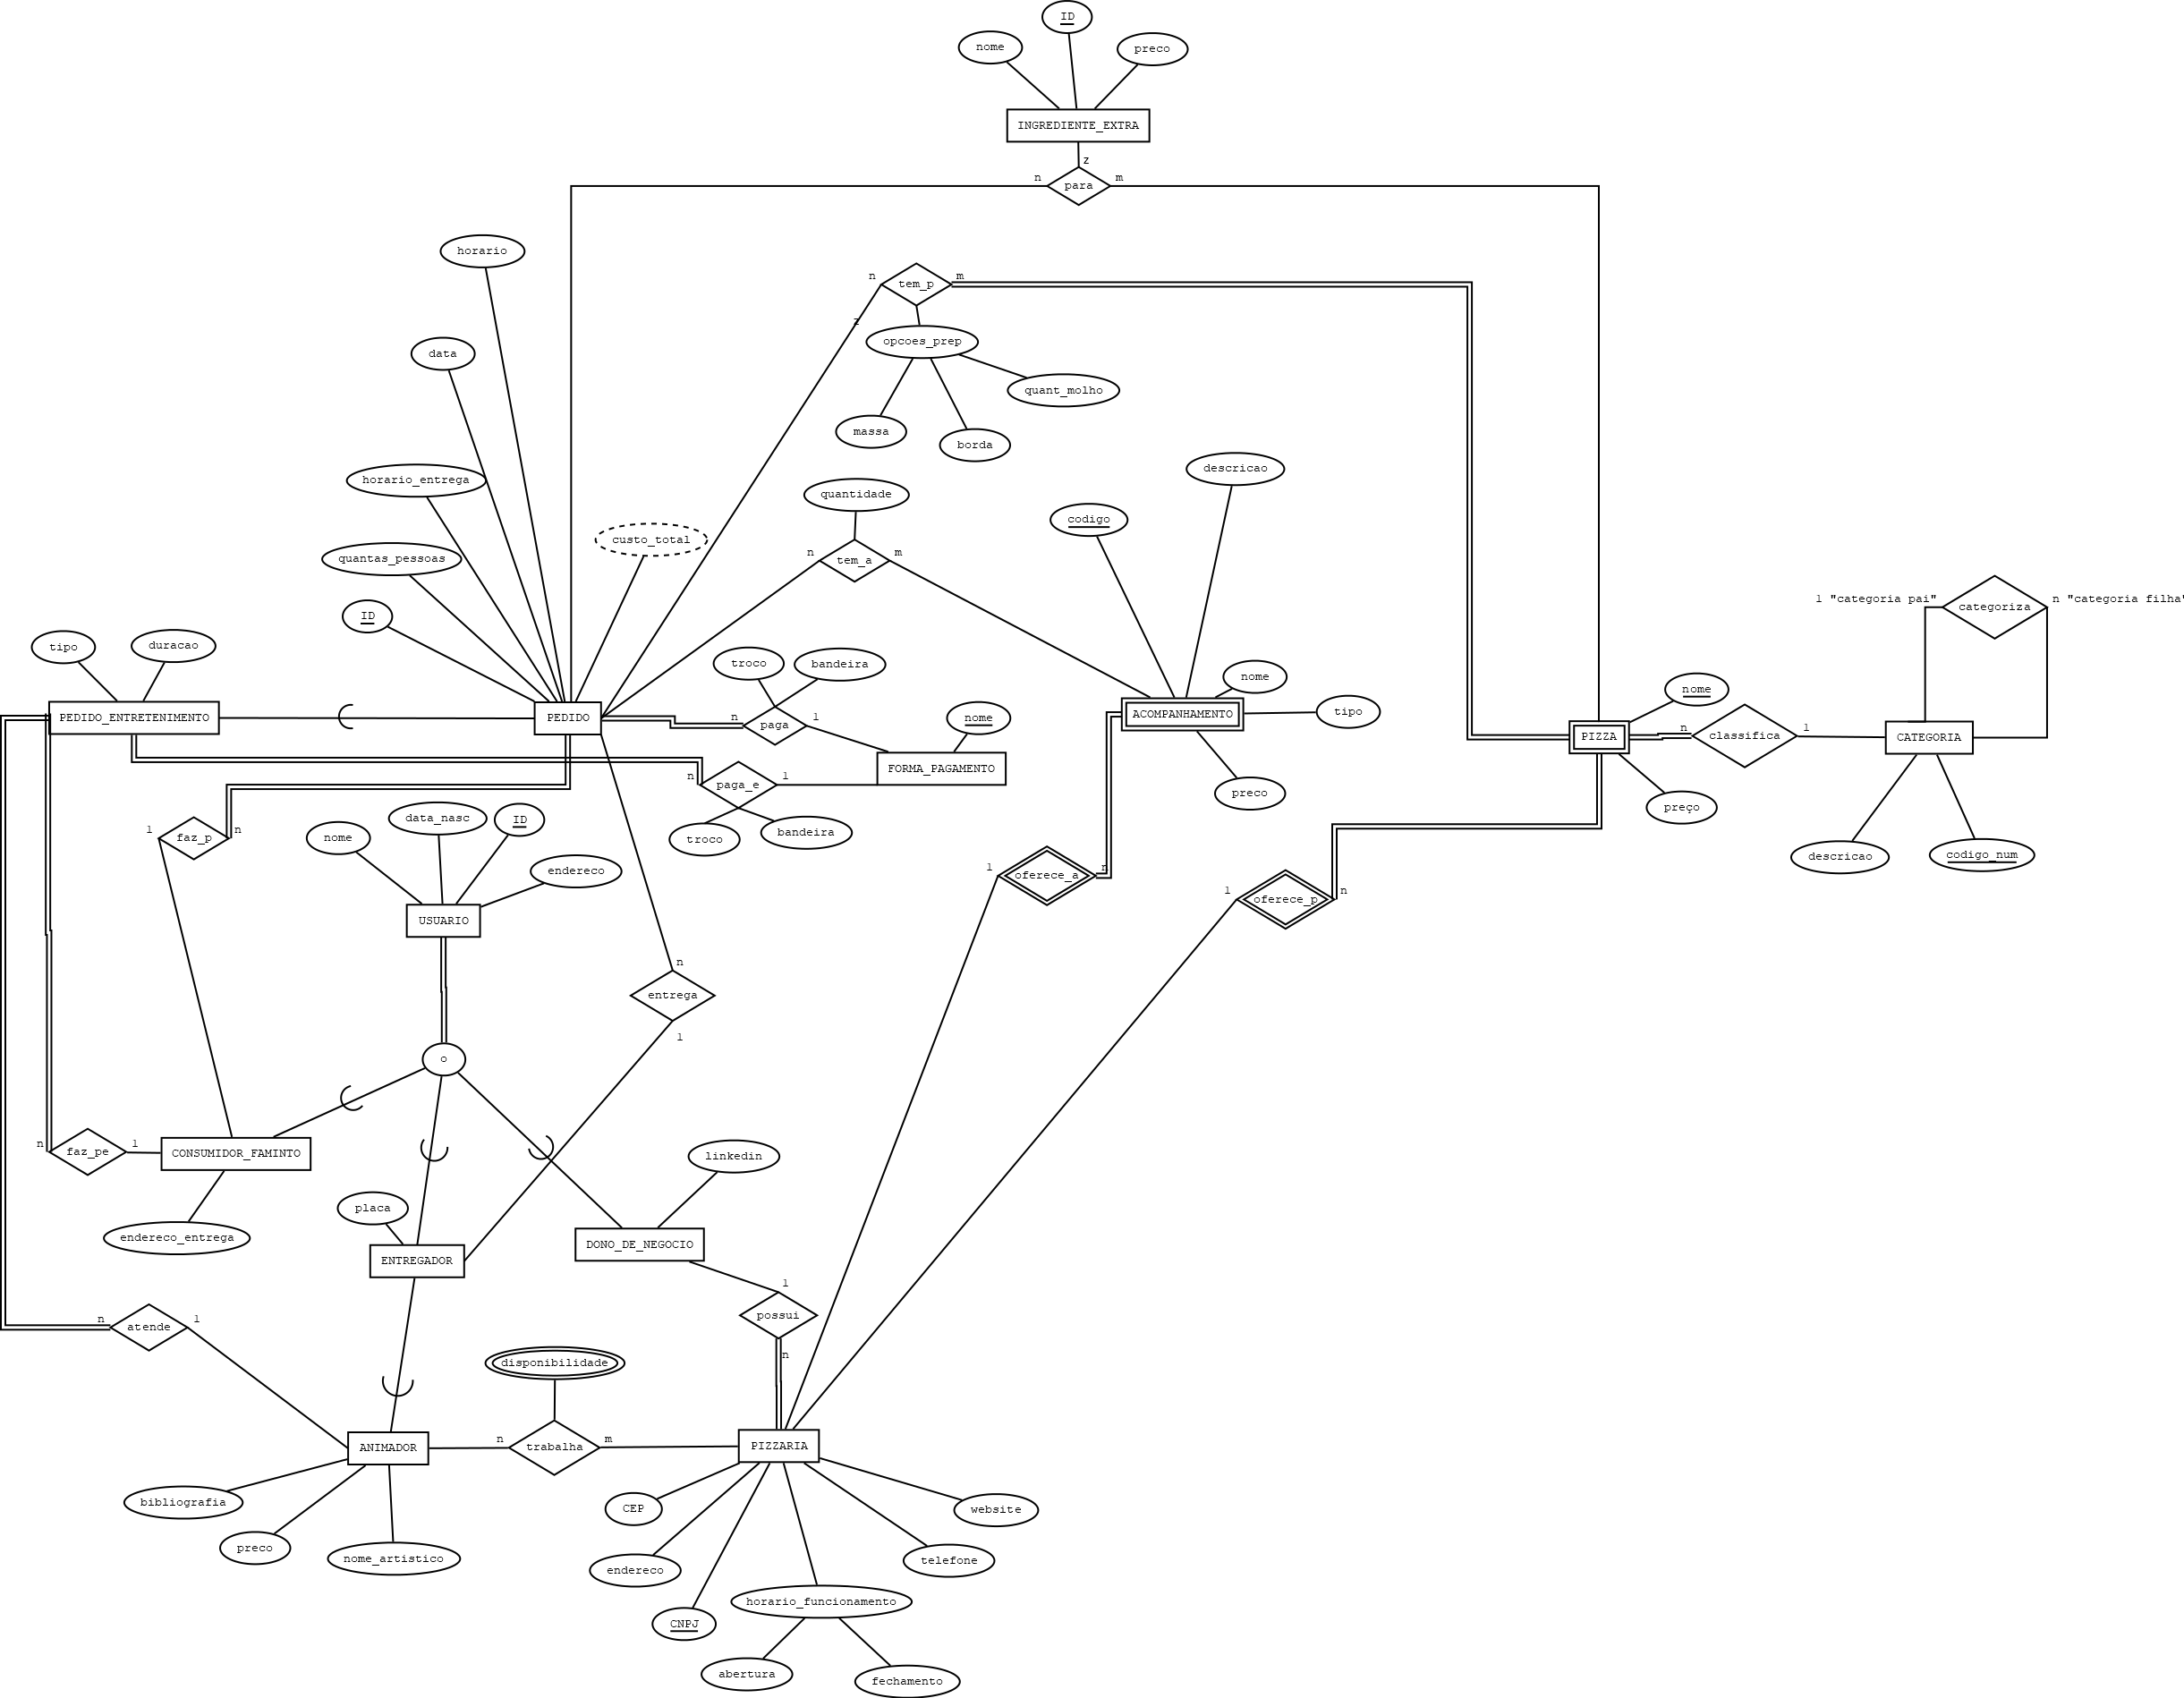 ID
nome
preco
INGREDIENTE_EXTRA
z
n
para
m
horario
n
tem_p
m
z
opcoes_prep
data
quant_molho
massa
borda
descricao
horario_entrega
quantidade
codigo
custo_total
n
tem_a
m
quantas_pessoas
1 "categoria pai"
categoriza
n "categoria filha"
ID
tipo
duracao
troco
bandeira
nome
nome
tipo
PEDIDO_ENTRETENIMENTO
PEDIDO
n
paga
1
nome
ACOMPANHAMENTO
PIZZA
n
classifica
1
CATEGORIA
FORMA_PAGAMENTO
n
paga_e
1
preco
preço
troco
bandeira
1
faz_p
n
nome
data_nasc
ID
endereco
descricao
codigo_num
1
oferece_a
n
1
oferece_p
n
USUARIO
n
entrega
1
o
n
faz_pe
1
CONSUMIDOR_FAMINTO
linkedin
endereco_entrega
placa
ENTREGADOR
DONO_DE_NEGOCIO
1
possui
n
n
atende
1
disponibilidade
ANIMADOR
n
trabalha
m
PIZZARIA
bibliografia
preco
nome_artistico
CEP
website
endereco
telefone
horario_funcionamento
CNPJ
abertura
fechamento